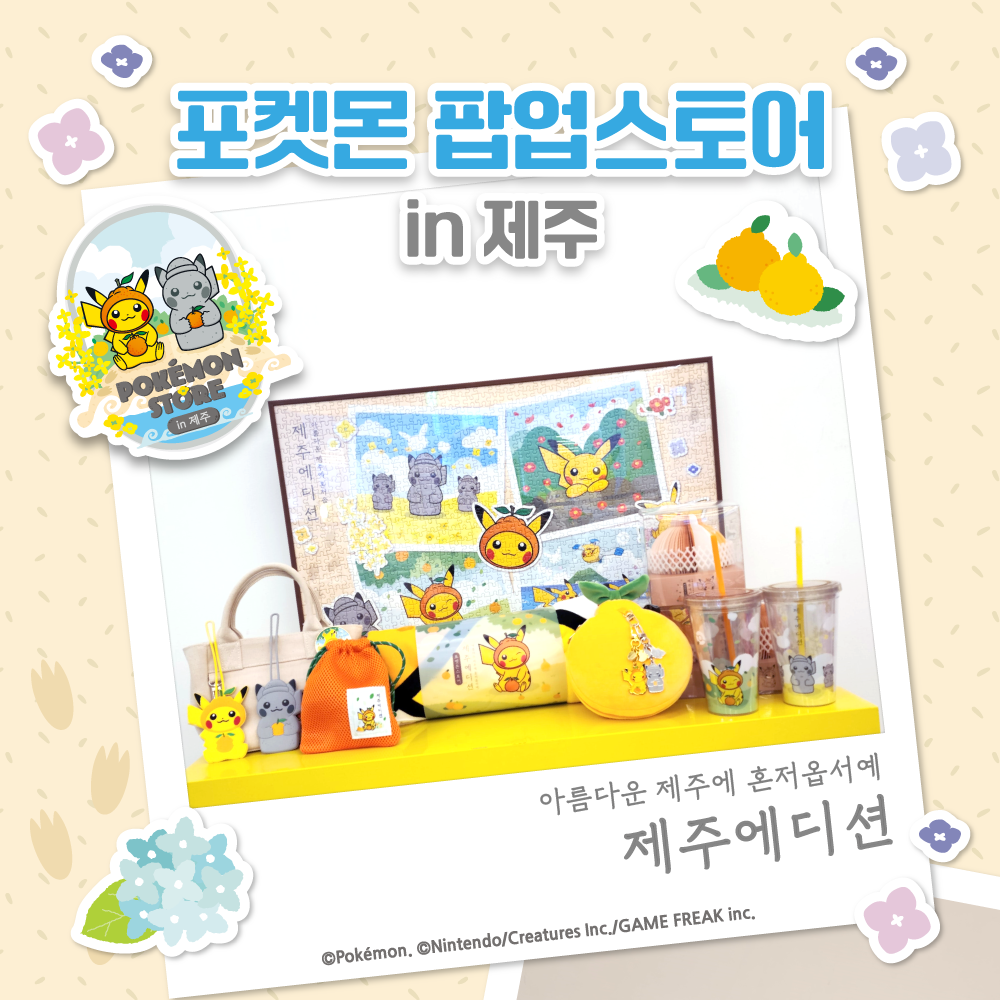 포켓몬 팝업스토어
in 제주
POKÉMON
STORE
in 제주
제주에디션
아름다운 제주에 혼저옵서예
제주에디션
©Pokémon. ©Nintendo/Creatures Inc./GAME FREAK inc.